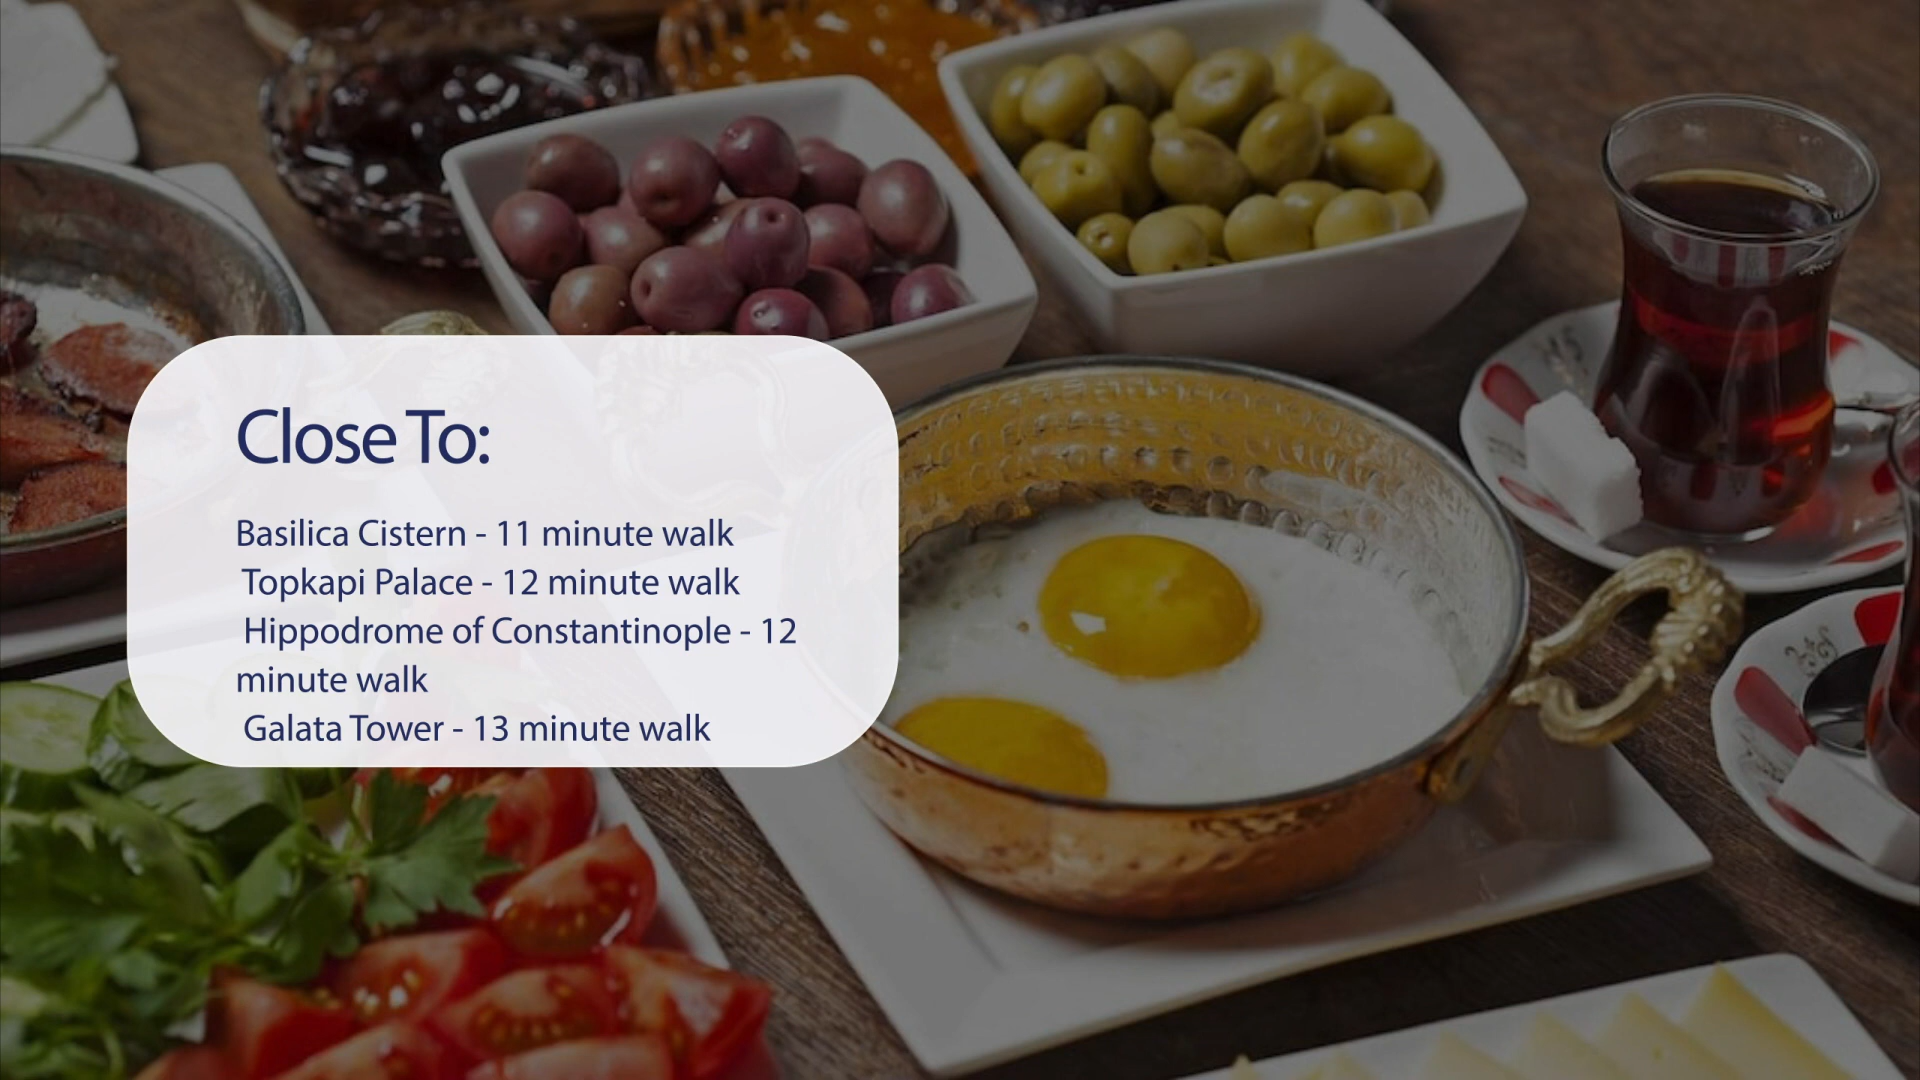 Close To:
Basilica Cistern - 11 minute walk
Topkapi Palace - 12 minute walk
Hippodrome of Constantinople - 12
minute walk
Galata Tower - 13 minute walk